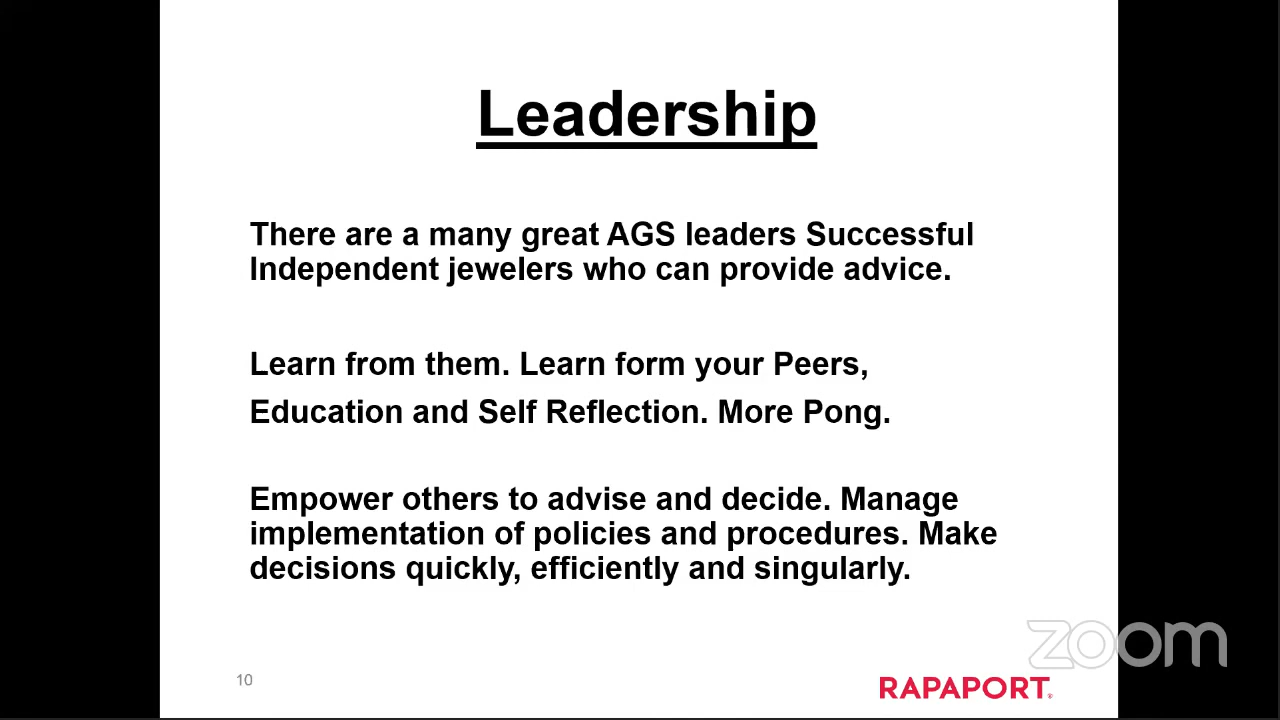 Leadership
There are a many great AGS leaders Successful
Independent jewelers who can provide advice.
Learn from them. Learn form your Peers,
Education and Self Reflection. More Pong.
Empower others to advise and decide. Manage
implementation of policies and procedures. Make
decisions quickly, efficiently and singularly.
zoom
10
RAPAPORT®